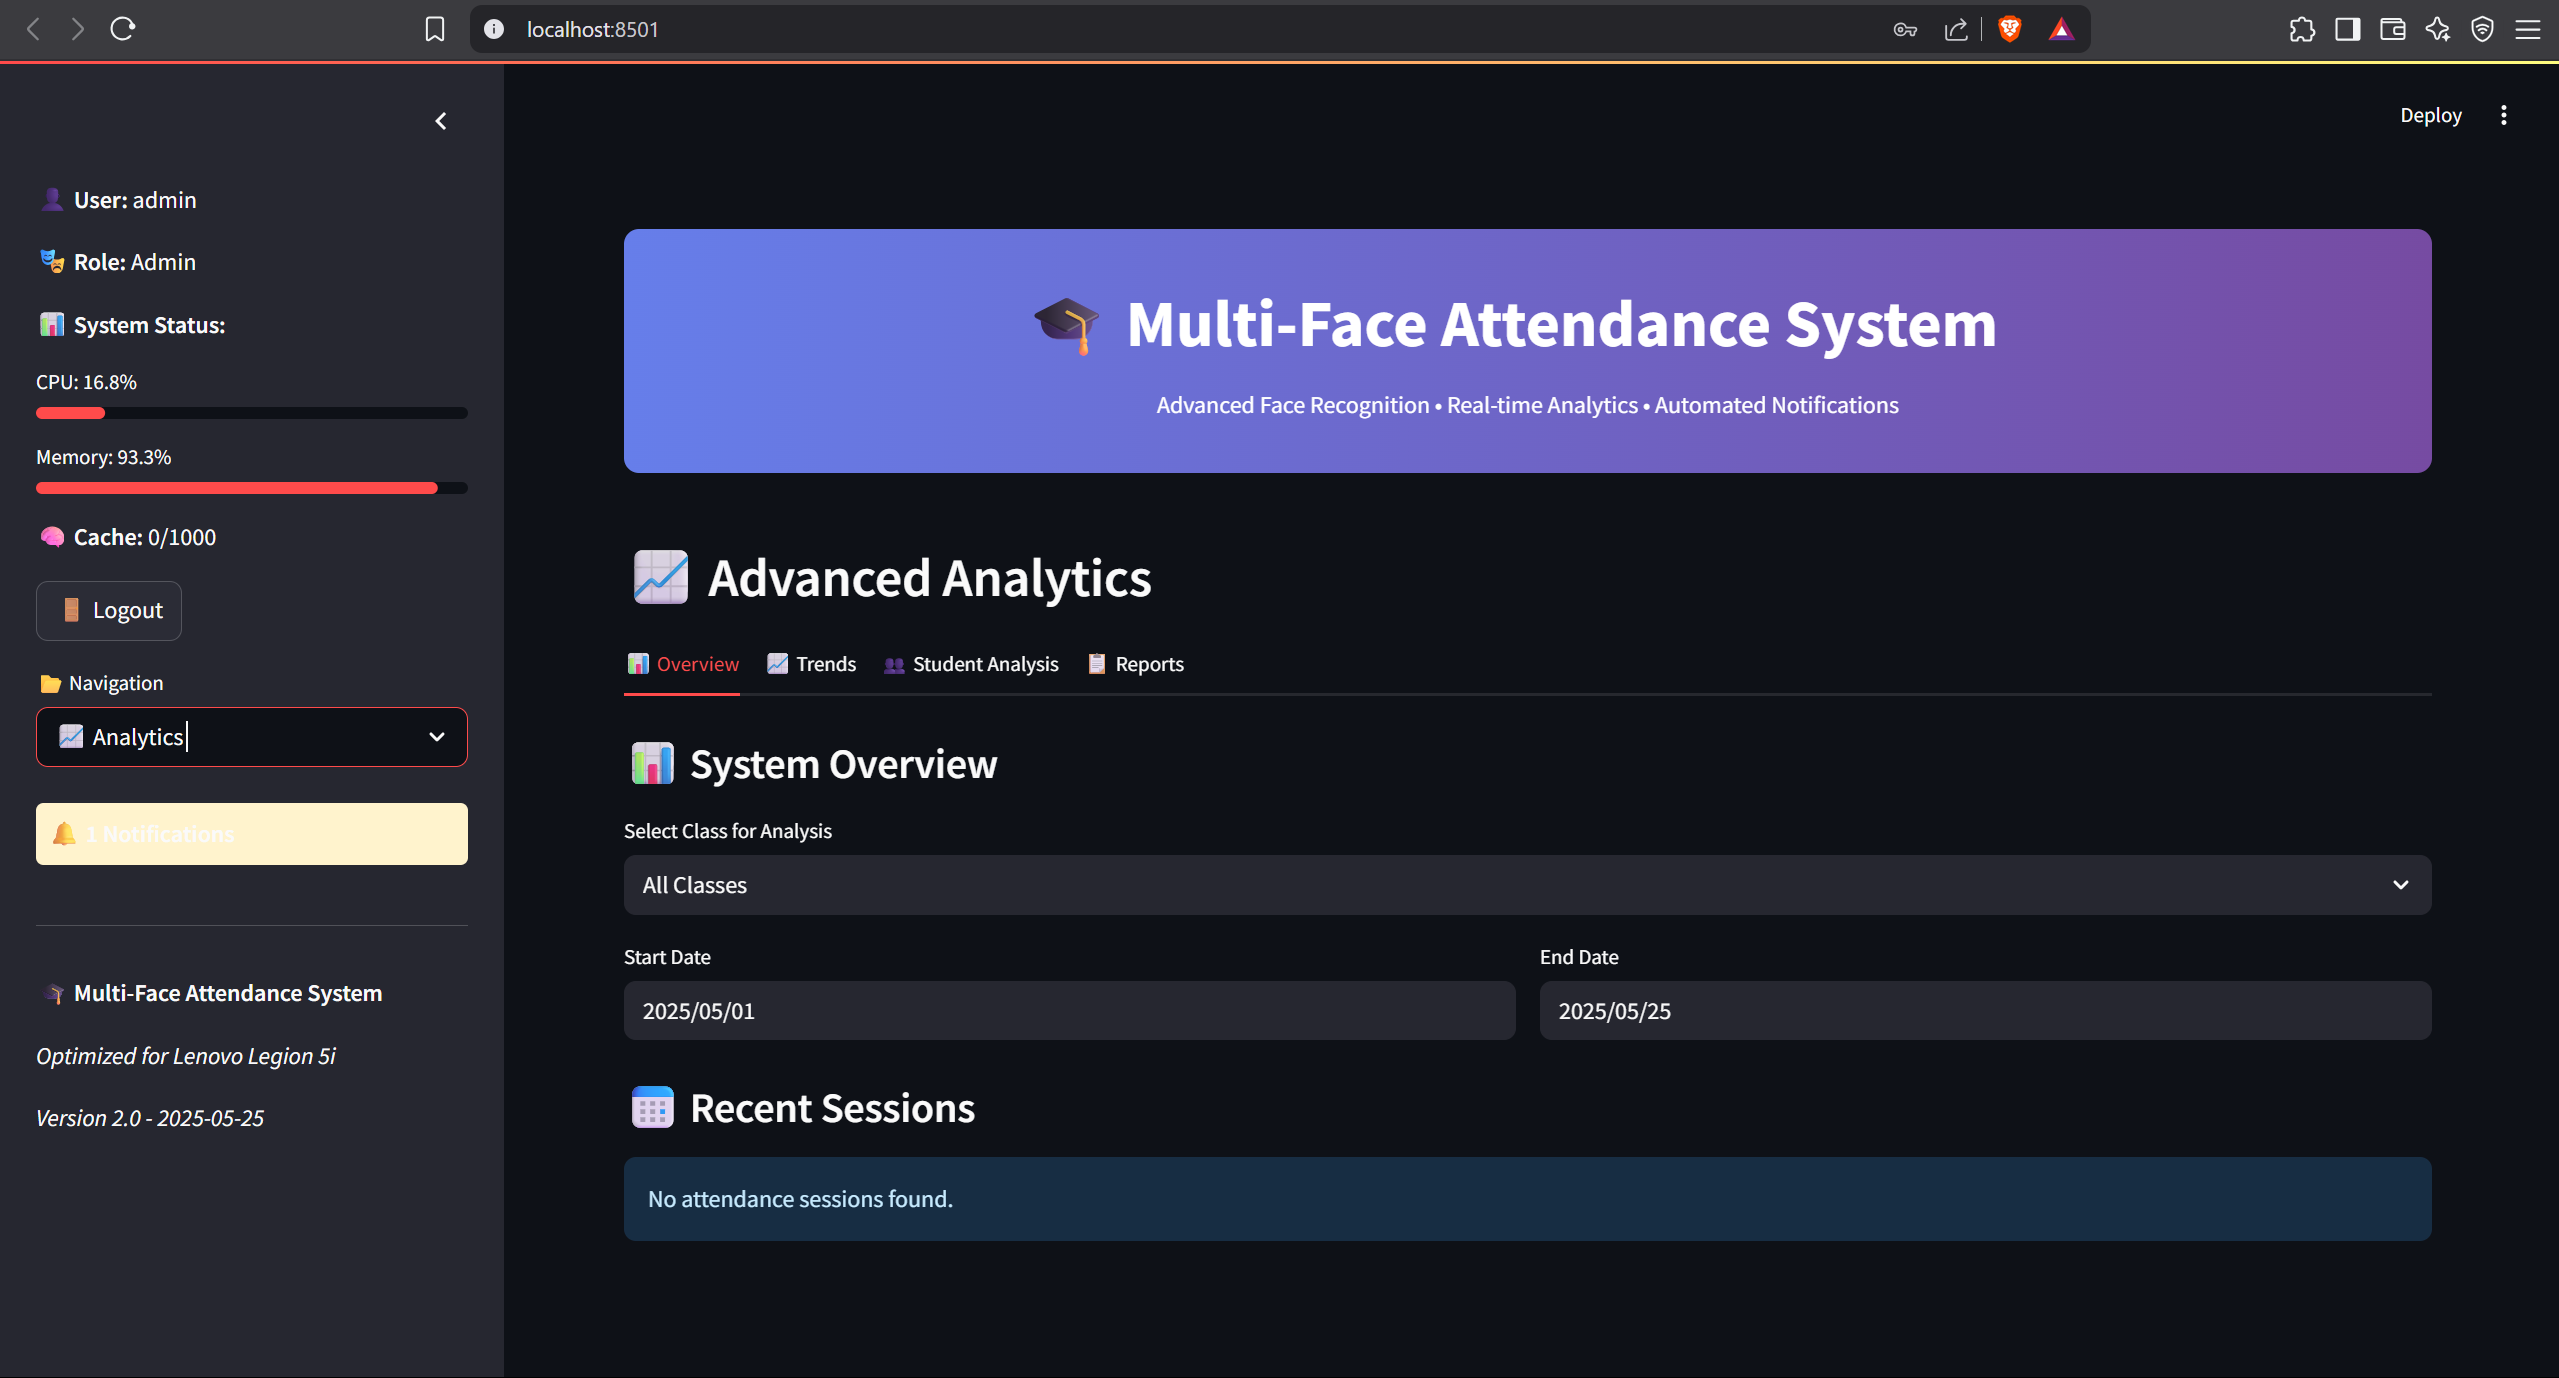 localhost:8501
Deploy
User: admin
Role: Admin
System Status:
CPU: 16.8%
Memory: 93.3%
Cache: 0/1000
Logout
Navigation
Analytics
1 Notifications
Multi-Face Attendance System
Optimized for Lenovo Legion 5i
Version 2.0 - 2025-05-25
Multi-Face Attendance System
Advanced Face Recognition • Real-time Analytics • Automated Notifications
Advanced Analytics
Overview Trends Student Analysis Reports
System Overview
Select Class for Analysis
All Classes
Start Date End Date
2025/05/01 2025/05/25
Recent Sessions
No attendance sessions found.